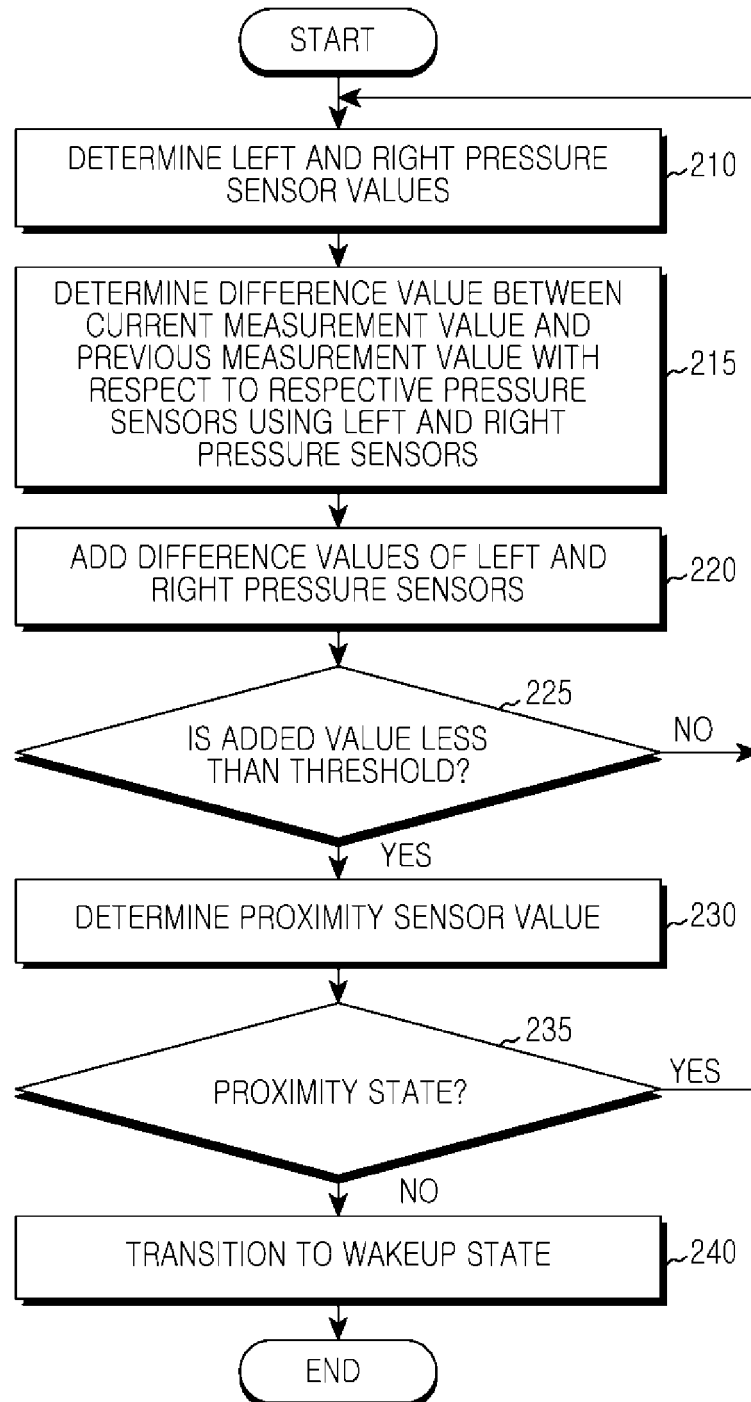 START
DETERMINE LEFT AND RIGHT PRESSURE
SENSOR VALUES
210
DETERMINE DIFFERENCE VALUE BETWEEN
CURRENT MEASUREMENT VALUE AND
PREVIOUS MEASUREMENT VALUE WITH
RESPECT TO RESPECTIVE PRESSURE
SENSORS USING LEFT AND RIGHT
PRESSURE SENSORS
215
ADD DIFFERENCE VALUES OF LEFT AND
RIGHT PRESSURE SENSORS
220
225
IS ADDED VALUE LESS
THAN THRESHOLD?
NO
YES
DETERMINE PROXIMITY SENSOR VALUE
230
235
PROXIMITY STATE?
YES
NO
TRANSITION TO WAKEUP STATE
240
END